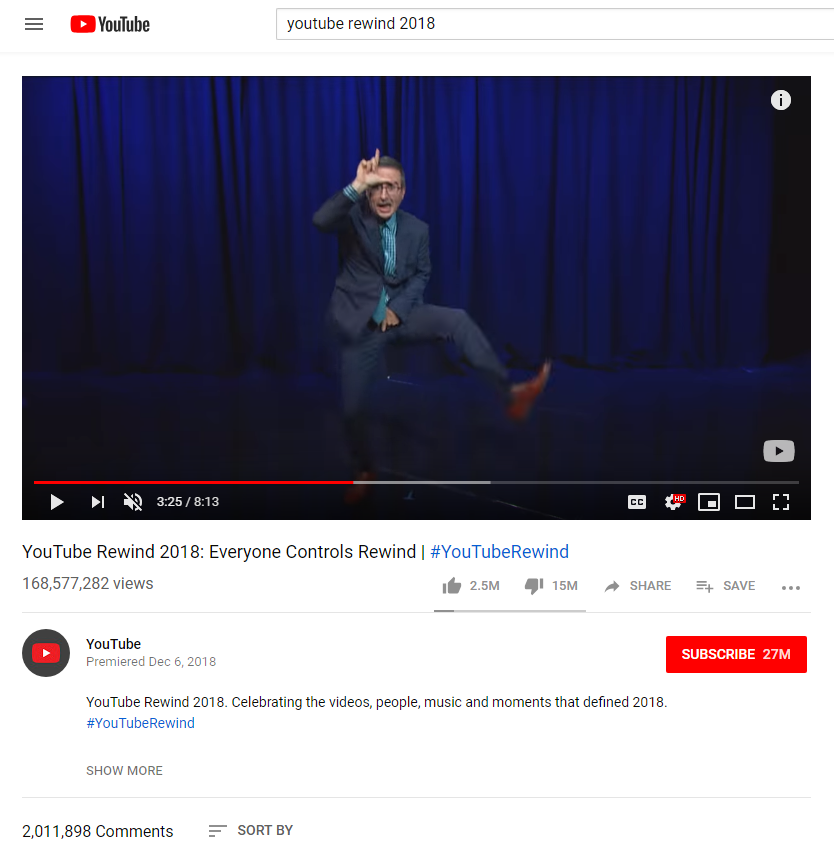 YouTube
youtube rewind 2018
i
3:25 / 8:13
CC
HD
YouTube Rewind 2018: Everyone Controls Rewind | #YouTubeRewind
168,577,282 views
2.5M
15M
SHARE
SAVE
YouTube
Premiered Dec 6, 2018
SUBSCRIBE 27M
YouTube Rewind 2018. Celebrating the videos, people, music and moments that defined 2018.
#YouTubeRewind
SHOW MORE
2,011,898 Comments
SORT BY